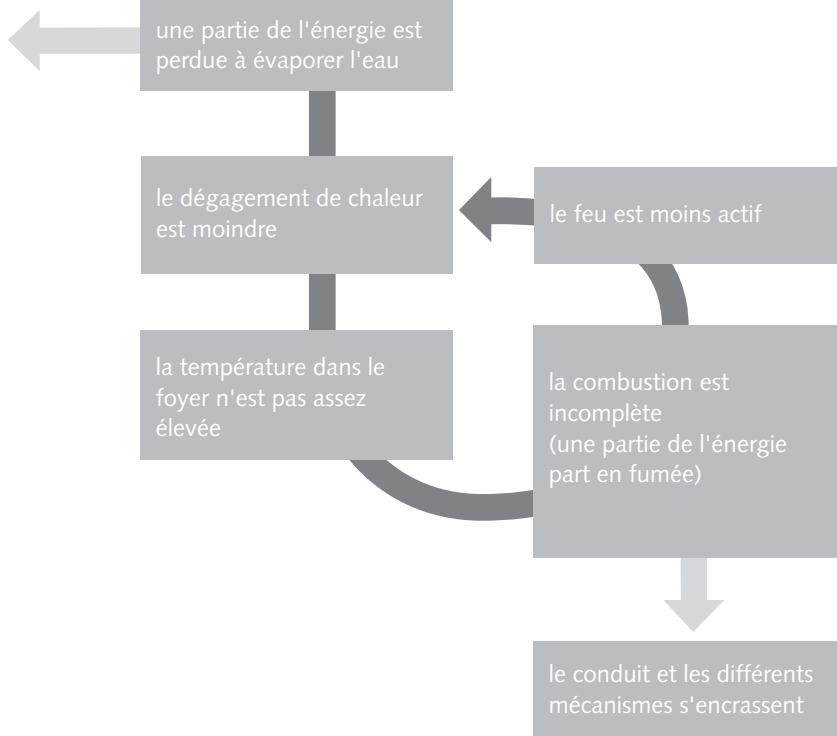 une partie de l'énergie est
perdue à évaporer l'eau
le dégagement de chaleur
est moindre
le feu est moins actif
la température dans le
foyer n'est pas assez
élevée
la combustion est
incomplète
(une partie de l'énergie
part en fumée)
le conduit et les différents
mécanismes s'encrassent